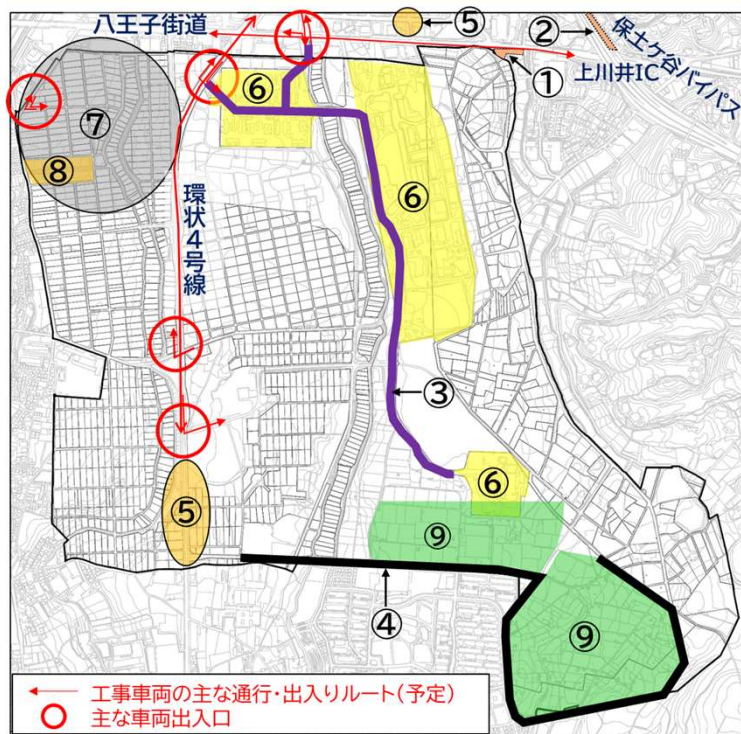 八王子街道
⑤
②
保土ケ谷バイパス
①
上川井IC
⑥
⑦
⑧
環状4号線
⑥
③
⑥
⑤
⑨
④
⑨
工事車両の主な通行・出入りルート(予定)
主な車両出入口